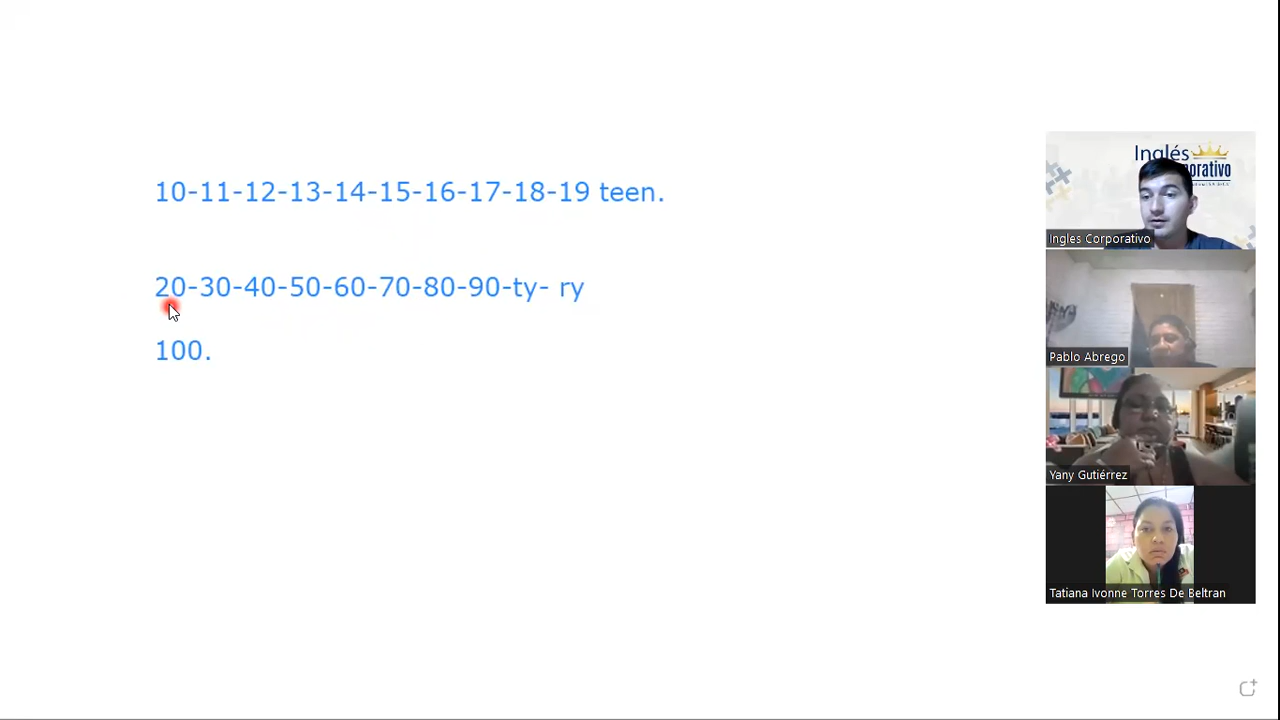 10-11-12-13-14-15-16-17-18-19 teen.
20-30-40-50-60-70-80-90-ty- ry
100.
Inglés
Ingles Corporativo
Pablo Abrego
Yany Gutiérrez
Tatiana Ivonne Torres De Beltran